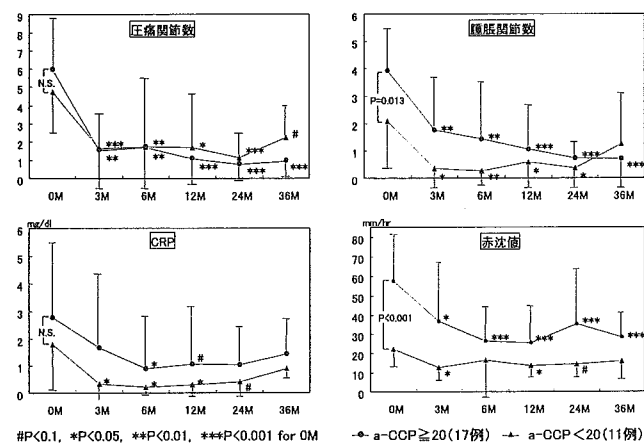 圧痛関節数
9
8
7
6
5
4
3
2
1
0
N.S.
*** ** * *** #
** ** *** *** ***
0M 3M 6M 12M 24M 36M
腫脹関節数
6
5
4
3
2
1
0
P=0.013
** ** *** *** ***
* ** * *
0M 3M 6M 12M 24M 36M
mg/dl
CRP
6
5
4
3
2
1
0
N.S.
* #
* * * #
0M 3M 6M 12M 24M 36M
mm/hr
赤沈値
80
70
60
50
40
30
20
10
0
P<0.001
* *** *** *** ***
* * #
0M 3M 6M 12M 24M 36M
#P<0.1, *P<0.05, **P<0.01, ***P<0.001 for 0M
a-CCP≧20(17例) a-CCP<20(11例)